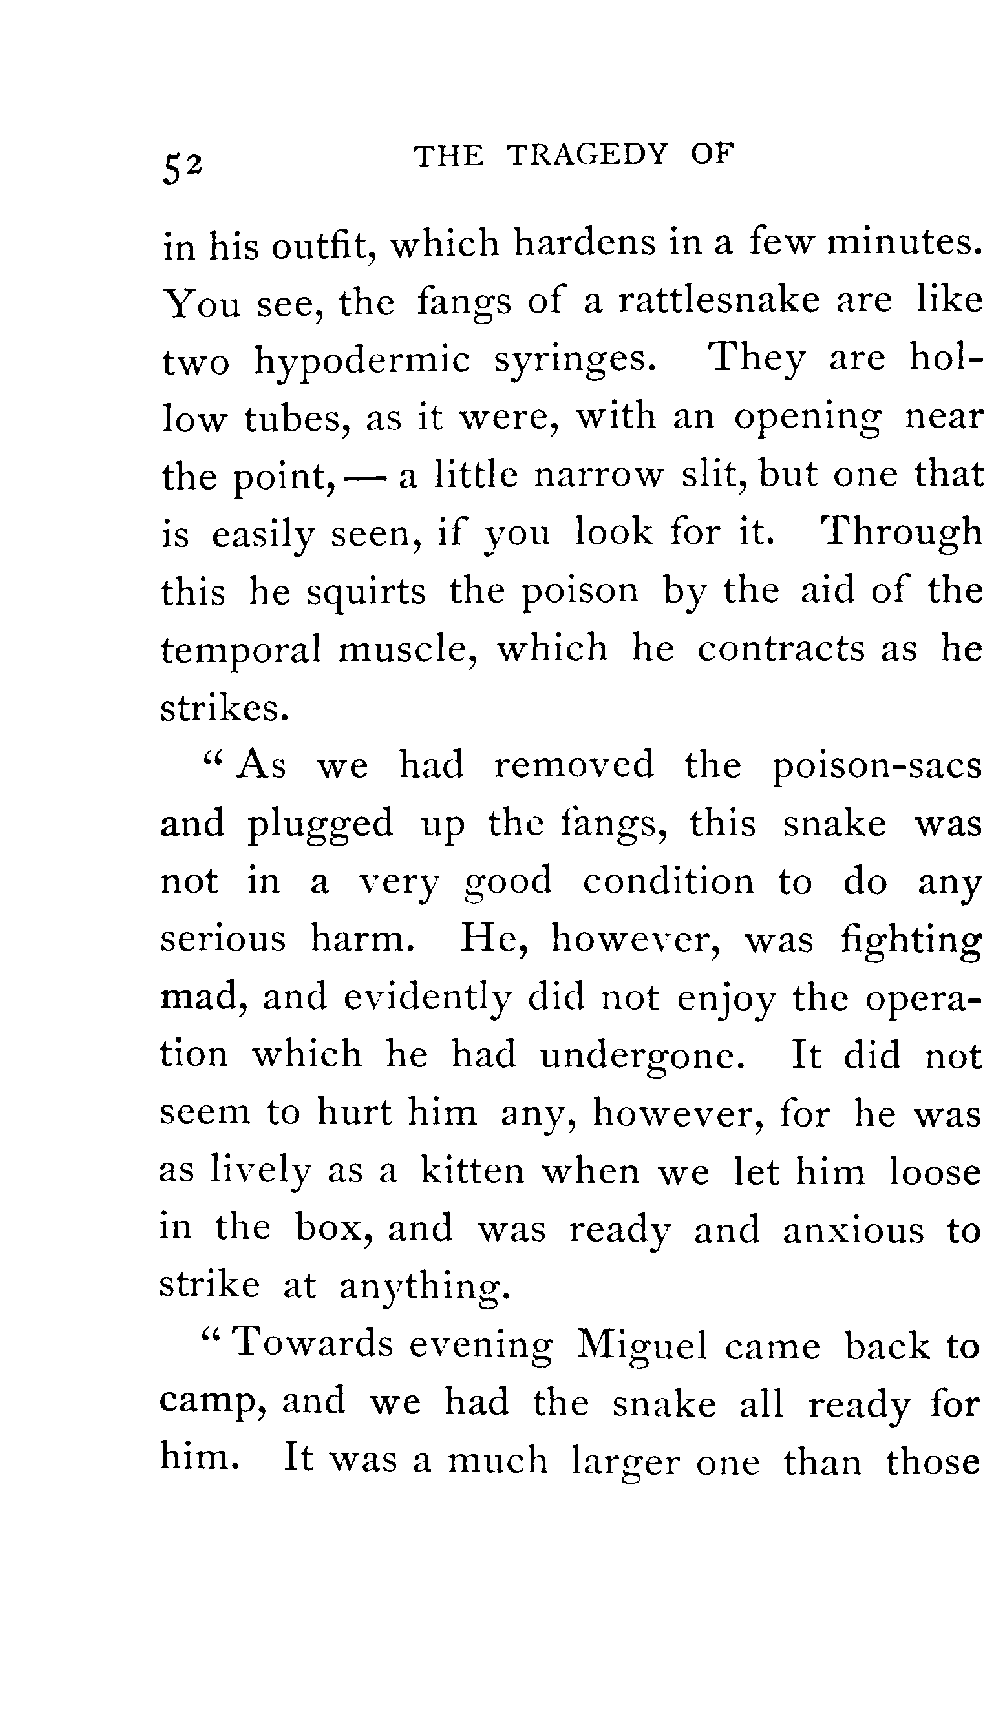 52 THE TRAGEDY OF
in his outfit, which hardens in a few minutes.
You see, the fangs of a rattlesnake are like
two hypodermic syringes. They are hol-
low tubes, as it were, with an opening near
the point,— a little narrow slit, but one that
is easily seen, if you look for it. Through
this he squirts the poison by the aid of the
temporal muscle, which he contracts as he
strikes.
“ As we had removed the poison-sacs
and plugged up the fangs, this snake was
not in a very good condition to do any
serious harm. He, however, was fighting
mad, and evidently did not enjoy the opera-
tion which he had undergone. It did not
seem to hurt him any, however, for he was
as lively as a kitten when we let him loose
in the box, and was ready and anxious to
strike at anything.
“ Towards evening Miguel came back to
camp, and we had the snake all ready for
him. It was a much larger one than those